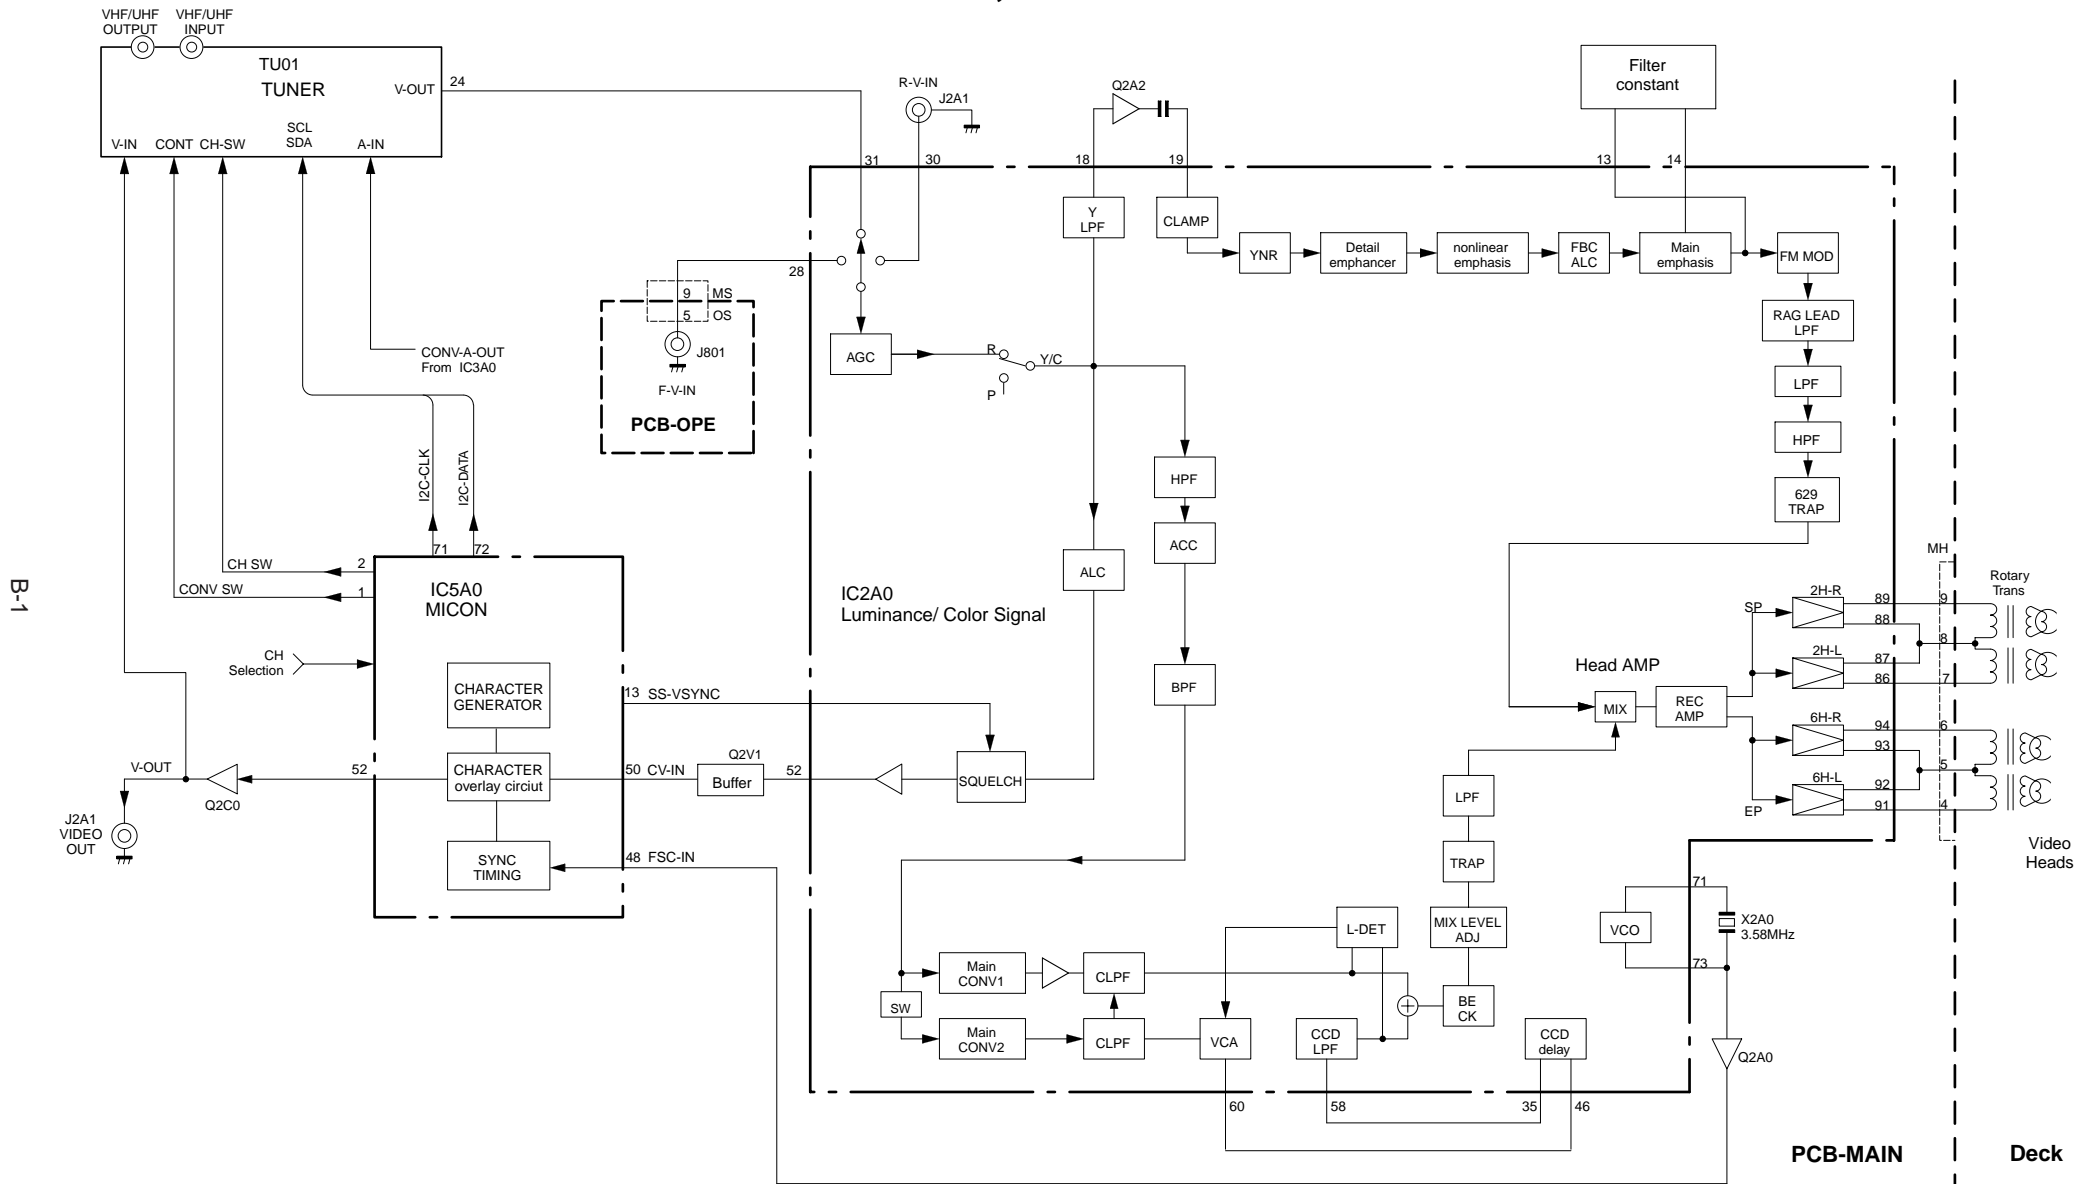 VHF/UHF
OUTPUT
VHF/UHF
INPUT
TU01
TUNER
V-OUT
24
V-IN
CONT
CH-SW
SCL
SDA
A-IN
R-V-IN
J2A1
Q2A2
Filter
constant
31
30
18
19
13
14
Y
LPF
CLAMP
YNR
Detail
emphancer
nonlinear
emphasis
FBC
ALC
Main
emphasis
FM MOD
28
9
MS
5
OS
J801
F-V-IN
PCB-OPE
AGC
R
Y/C
P
RAG LEAD
LPF
LPF
HPF
629
TRAP
CONV-A-OUT
From IC3A0
I2C-CLK
I2C-DATA
71
72
HPF
ACC
ALC
BPF
CH SW
2
CONV SW
1
IC5A0
MICON
IC2A0
Luminance/ Color Signal
CH
Selection
CHARACTER
GENERATOR
13 SS-VSYNC
CHARACTER
overlay circiut
50 CV-IN
Q2V1
Buffer
52
SQUELCH
V-OUT
52
Q2C0
J2A1
VIDEO
OUT
SYNC
TIMING
48 FSC-IN
Head AMP
MIX
REC
AMP
SP
EP
2H-R
2H-L
6H-R
6H-L
89
88
87
86
94
93
92
91
MH
9
8
7
6
5
4
Rotary
Trans
Video
Heads
LPF
TRAP
MIX LEVEL
ADJ
BE
CK
L-DET
Main
CONV1
CLPF
SW
Main
CONV2
CLPF
VCA
CCD
LPF
CCD
delay
VCO
71
73
X2A0
3.58MHz
Q2A0
60
58
35
46
PCB-MAIN
Deck
B-1